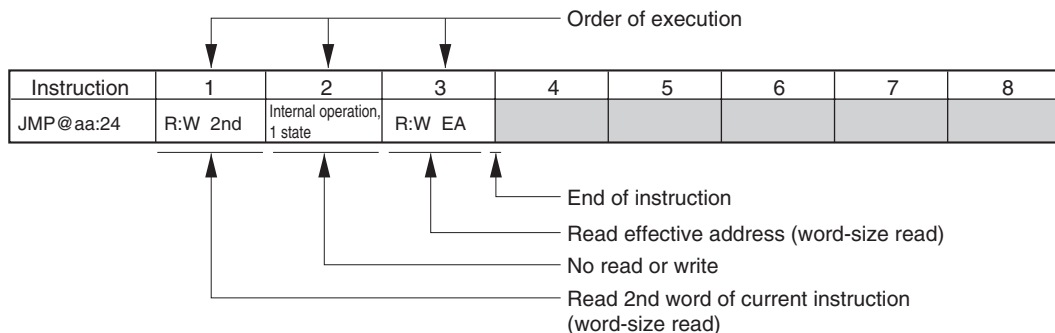 Order of execution
Instruction 1 2 3 4 5 6 7 8
JMP@aa:24 R:W 2nd Internal operation, R:W EA
1 state
End of instruction
Read effective address (word-size read)
No read or write
Read 2nd word of current instruction
(word-size read)